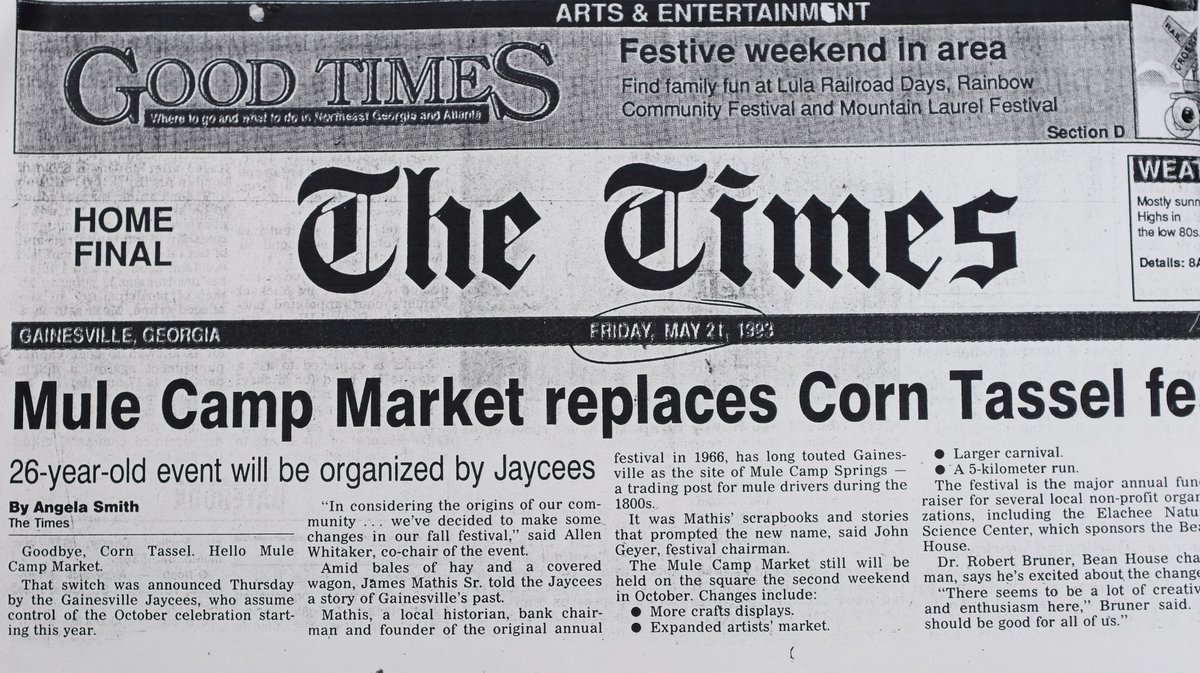 ARTS & ENTERTAINMENT
GOOD TIMES
Where to go and what to do in Northeast Georgia and Atlanta
Festive weekend in area
Find family fun at Lula Railroad Days, Rainbow
Community Festival and Mountain Laurel Festival
Section D
HOME
FINAL
The Times
WEAT
Mostly sunn
Highs in
the low 80s.
Details: 8A
GAINESVILLE, GEORGIA
FRIDAY, MAY 21, 1993
Mule Camp Market replaces Corn Tassel fe
26-year-old event will be organized by Jaycees
By Angela Smith
The Times
Goodbye, Corn Tassel. Hello Mule
Camp Market.
That switch was announced Thursday
by the Gainesville Jaycees, who assume
control of the October celebration start-
ing this year.
"In considering the origins of our com-
munity . . . we've decided to make some
changes in our fall festival," said Allen
Whitaker, co-chair of the event.
Amid bales of hay and a covered
wagon, James Mathis Sr. told the Jaycees
a story of Gainesville's past.
Mathis, a local historian, bank chair-
man and founder of the original annual
festival in 1966, has long touted Gaines-
ville as the site of Mule Camp Springs —
a trading post for mule drivers during the
1800s.
It was Mathis' scrapbooks and stories
that prompted the new name, said John
Geyer, festival chairman.
The Mule Camp Market still will be
held on the square the second weekend
in October. Changes include:
● More crafts displays.
● Expanded artists' market.
● Larger carnival.
● A 5-kilometer run.
The festival is the major annual fun
raiser for several local non-profit orga
zations, including the Elachee Natu
Science Center, which sponsors the Bea
House.
Dr. Robert Bruner, Bean House cha
man, says he's excited about the change
"There seems to be a lot of creativ
and enthusiasm here," Bruner said.
should be good for all of us."